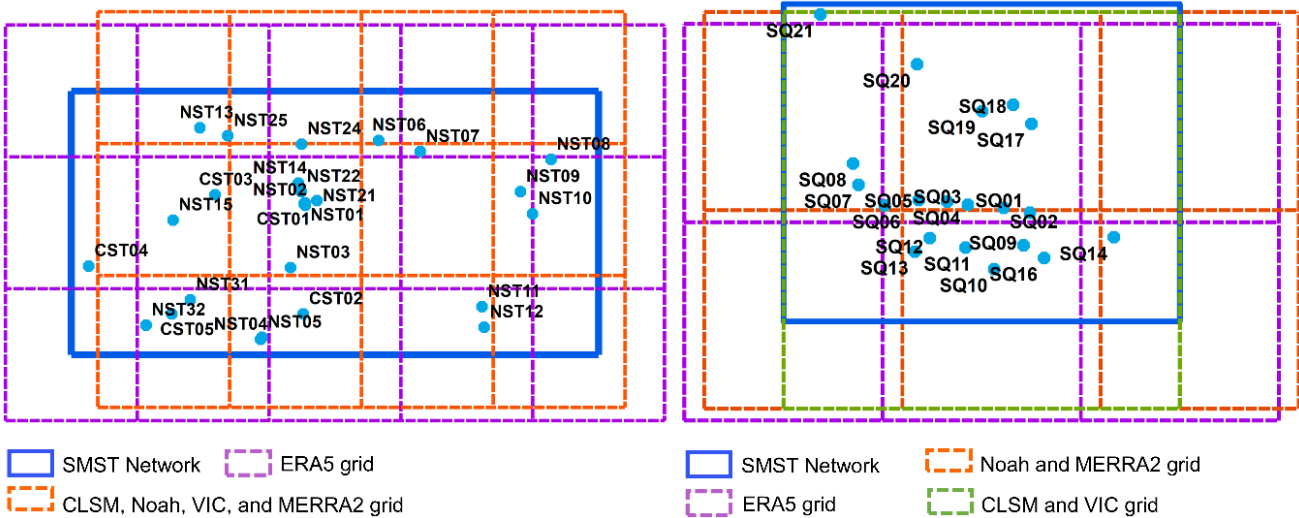 NST13
NST25
NST24
NST06
NST07
NST08
NST14
NST22
CST03
NST02
NST21
NST09
NST10
NST15
CST01
NST01
CST04
NST03
NST31
NST11
CST02
NST32
NST12
CST05
NST04
NST05
SMST Network
ERA5 grid
CLSM, Noah, VIC, and MERRA2 grid
SQ21
SQ20
SQ18
SQ19
SQ17
SQ08
SQ07
SQ05
SQ03
SQ01
SQ06
SQ04
SQ02
SQ12
SQ09
SQ14
SQ13
SQ11
SQ16
SQ10
SMST Network
Noah and MERRA2 grid
ERA5 grid
CLSM and VIC grid